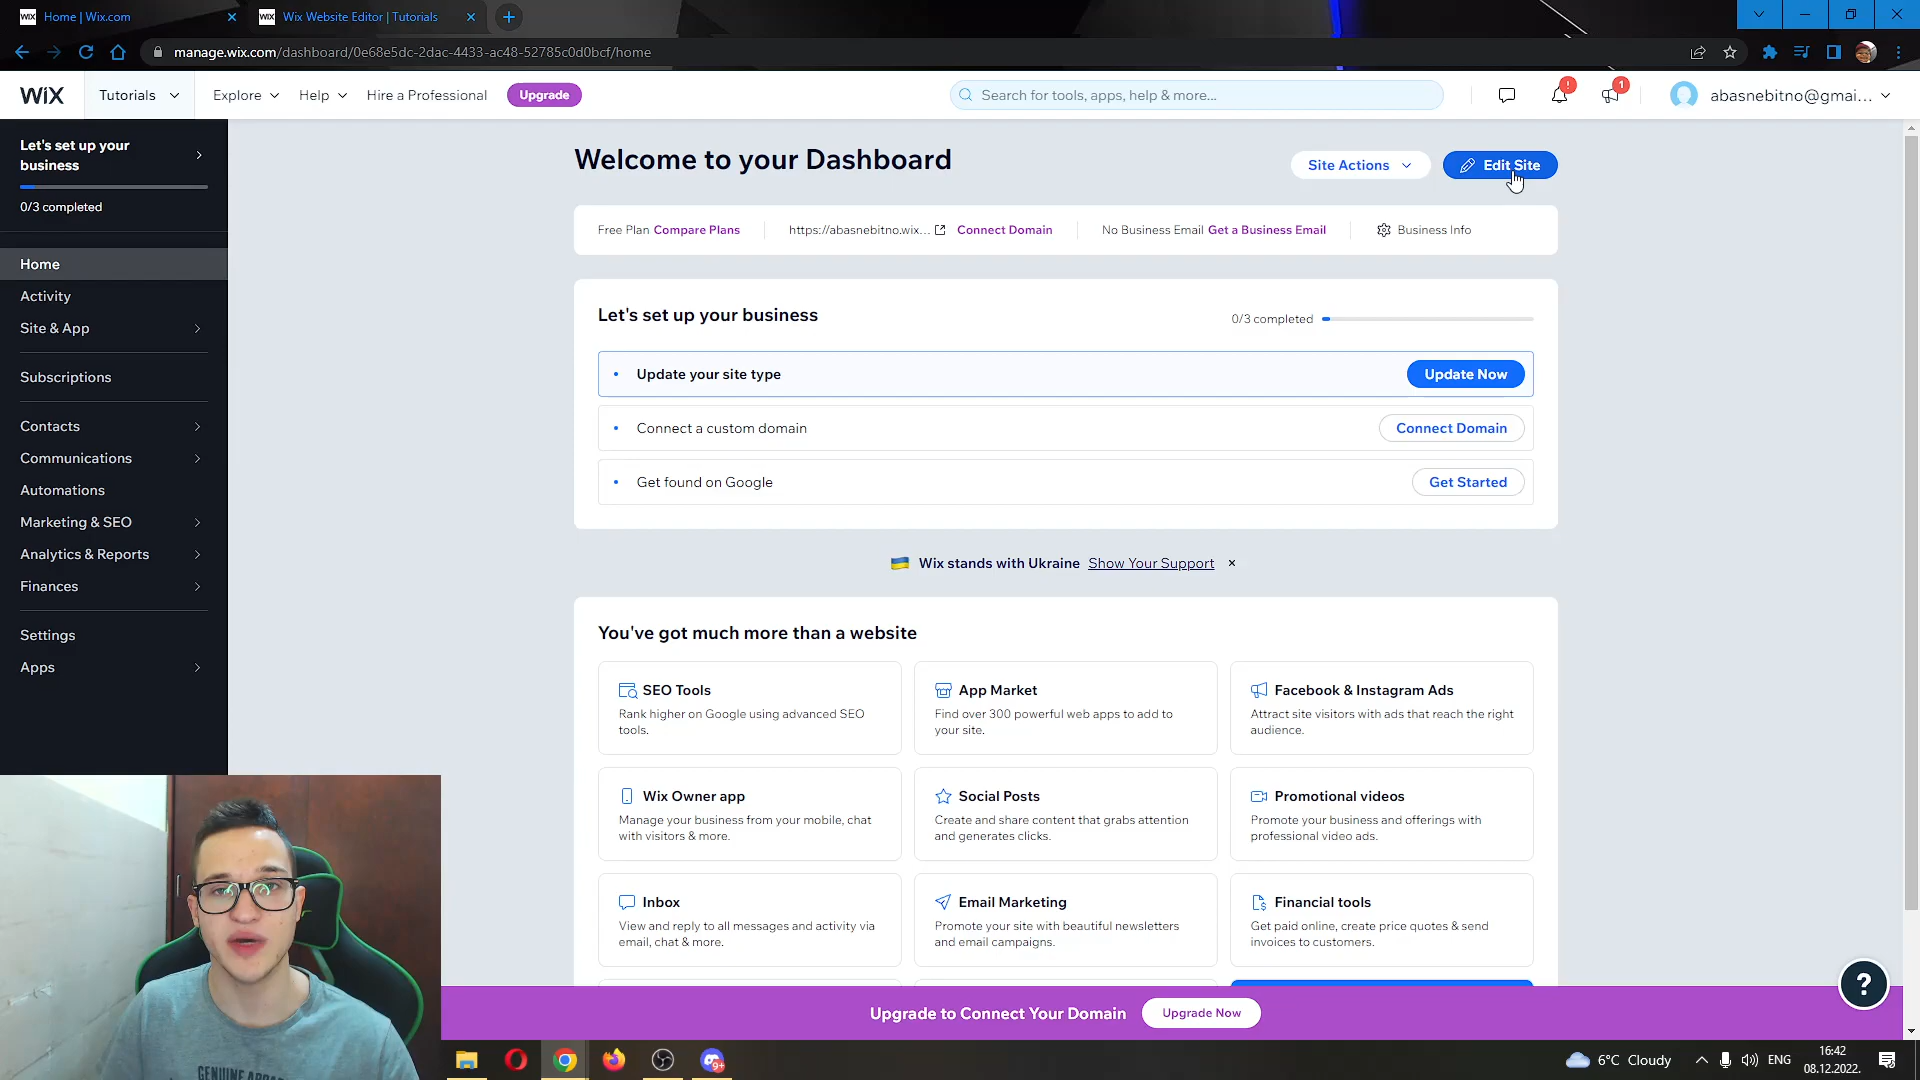 Home | Wix.com
Wix Website Editor | Tutorials
manage.wix.com/dashboard/0e68e5dc-2dac-4433-ac48-52785c0d0bcf/home
WIX
Tutorials
Explore
Help
Hire a Professional
Upgrade
Search for tools, apps, help & more...
!
1
abasnebitno@gmai...
Let's set up your
business
0/3 completed
Home
Activity
Site & App
Subscriptions
Contacts
Communications
Automations
Marketing & SEO
Analytics & Reports
Finances
Settings
Apps
Welcome to your Dashboard
Site Actions
Edit Site
Free Plan Compare Plans
https://abasnebitno.wix...
Connect Domain
No Business Email Get a Business Email
Business Info
Let's set up your business
0/3 completed
Update your site type
Update Now
Connect a custom domain
Connect Domain
Get found on Google
Get Started
Wix stands with Ukraine Show Your Support
You've got much more than a website
SEO Tools
Rank higher on Google using advanced SEO
tools.
App Market
Find over 300 powerful web apps to add to
your site.
Facebook & Instagram Ads
Attract site visitors with ads that reach the right
audience.
Wix Owner app
Manage your business from your mobile, chat
with visitors & more.
Social Posts
Create and share content that grabs attention
and generates clicks.
Promotional videos
Promote your business and offerings with
professional video ads.
Inbox
View and reply to all messages and activity via
email, chat & more.
Email Marketing
Promote your site with beautiful newsletters
and email campaigns.
Financial tools
Get paid online, create price quotes & send
invoices to customers.
?
Upgrade to Connect Your Domain
Upgrade Now
GENUINE
9+
6°C Cloudy
ENG
16:42
08.12.2022.